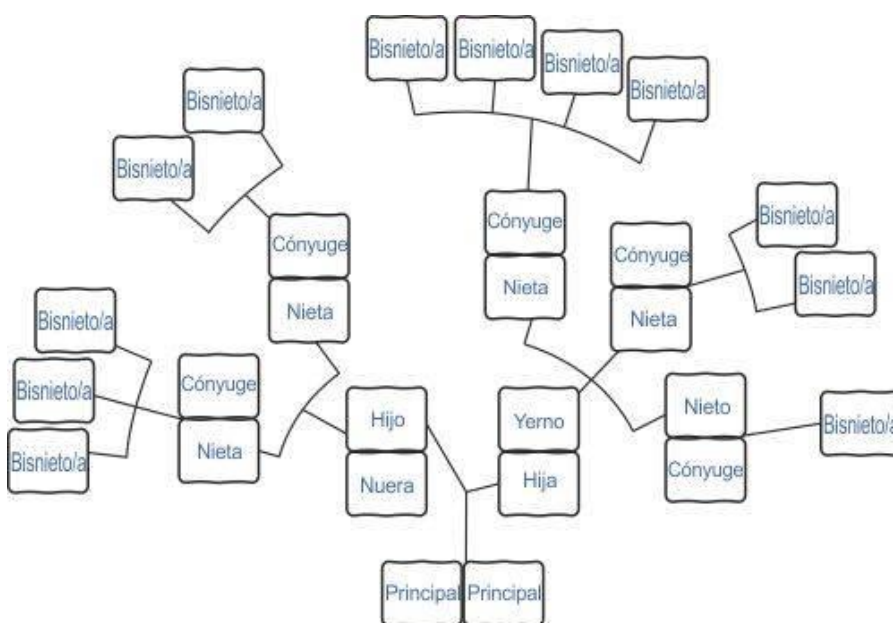 Bisnieto/a
Bisnieto/a
Bisnieto/a
Bisnieto/a
Bisnieto/a
Bisnieto/a
Cónyuge
Nieta
Cónyuge
Nieta
Cónyuge
Nieta
Bisnieto/a
Bisnieto/a
Bisnieto/a
Bisnieto/a
Bisnieto/a
Cónyuge
Nieta
Hijo
Nuera
Yerno
Hija
Nieto
Cónyuge
Bisnieto/a
Principal
Principal